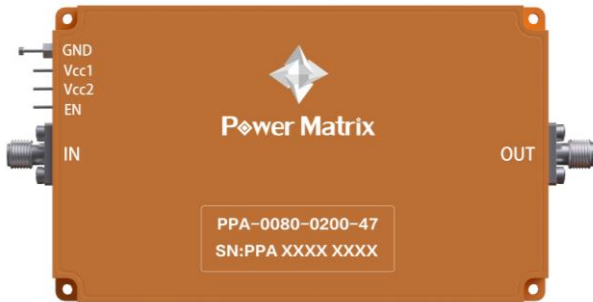 GND
Vcc1
Vcc2
EN
IN
Power Matrix
OUT
PPA-0080-0200-47
SN:PPA XXXX XXXX